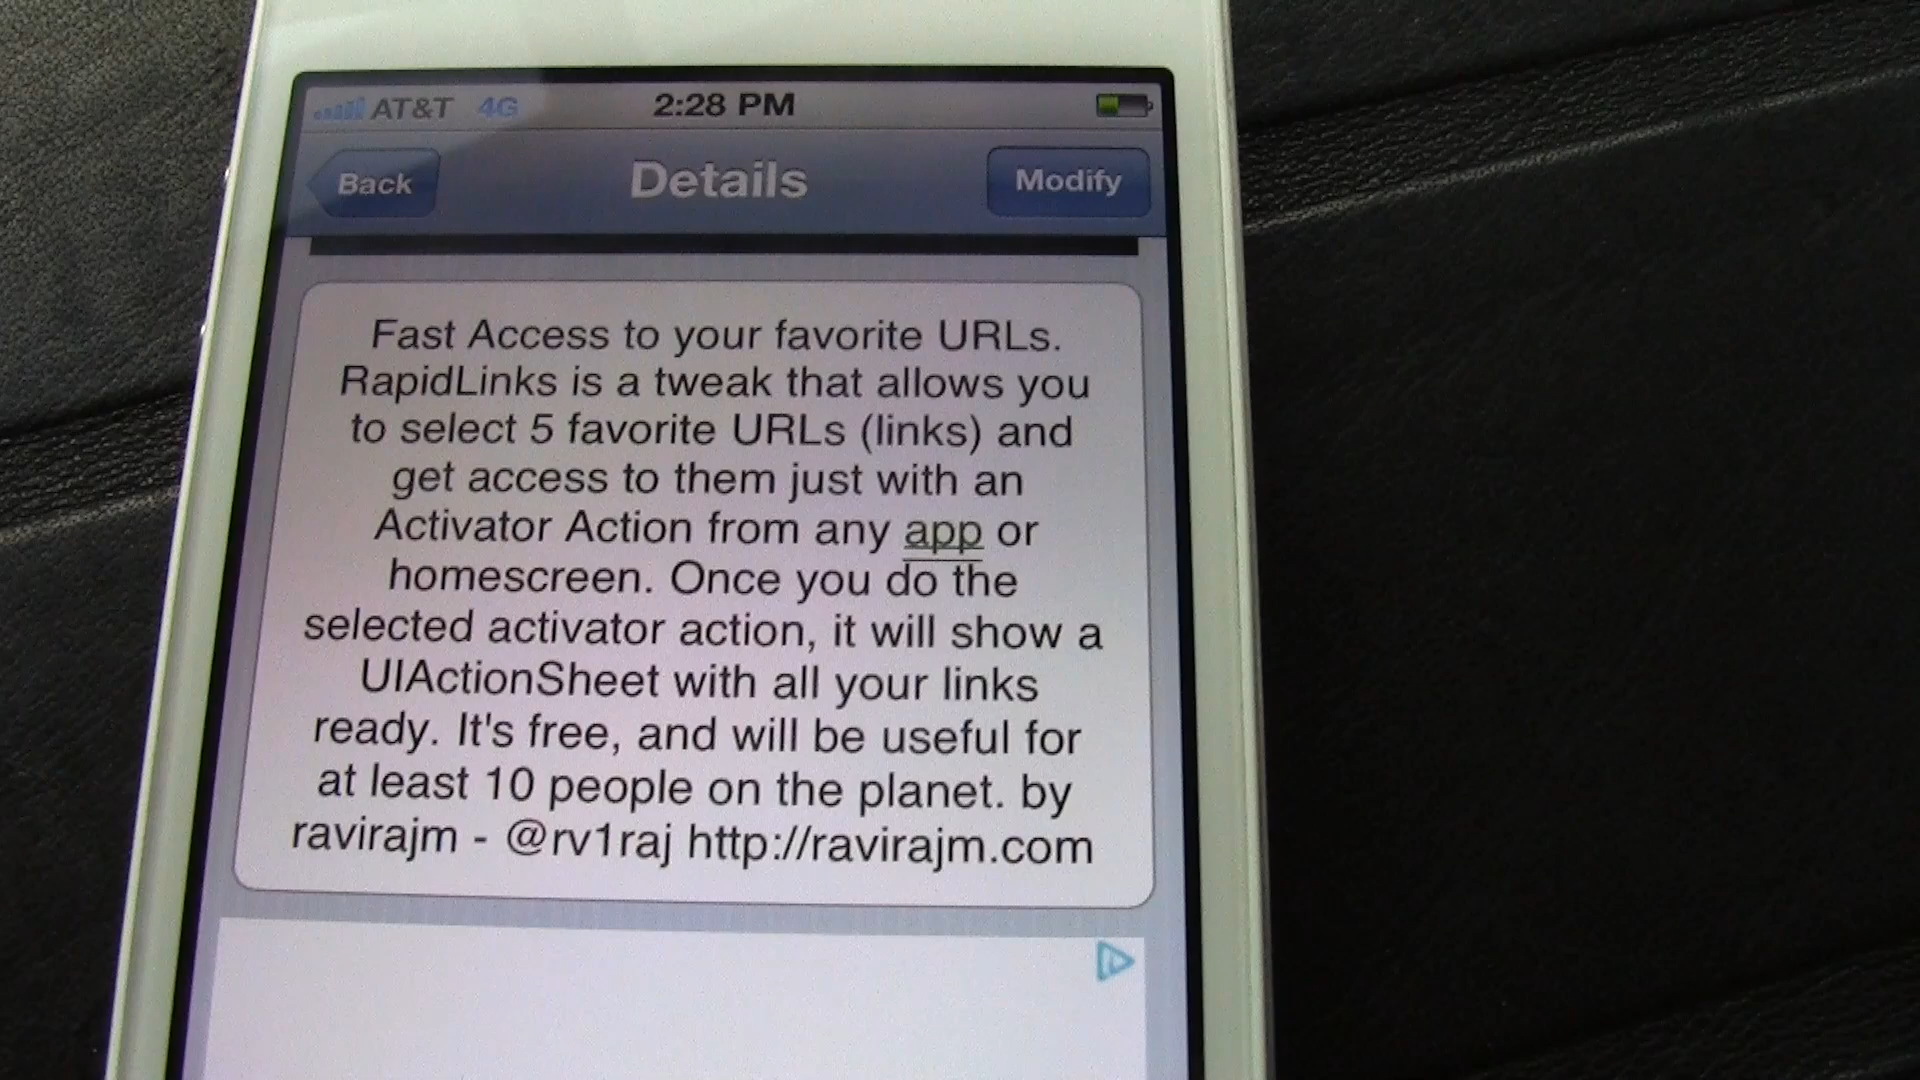 AT&T 4G 2:28 PM
Back Details Modify
Fast Access to your favorite URLs.
RapidLinks is a tweak that allows you
to select 5 favorite URLs (links) and
get access to them just with an
Activator Action from any app or
homescreen. Once you do the
selected activator action, it will show a
UIActionSheet with all your links
ready. It's free, and will be useful for
at least 10 people on the planet. by
ravirajm - @rv1raj http://ravirajm.com